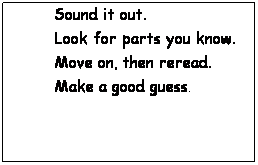 Sound it out.
Look for parts you know.
Move on, then reread.
Make a good guess.